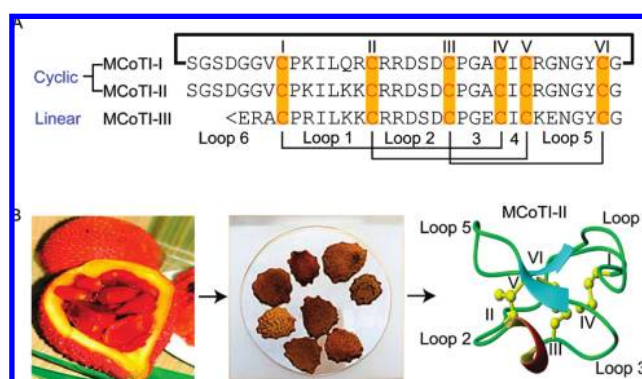 A
I II III IV V VI
Cyclic MCoTI-I SGSDGGVCPKILQRCRRDSDCPGACICRGNGYCG
MCoTI-II SGSDGGVCPKILKKCRRDSDCPGACICRGNGYCG
Linear MCoTI-III <ERACPRILKKCRRDSDCPGECICKENGYCG
Loop 6 Loop 1 Loop 2 3 4 Loop 5
B
MCoTI-II
Loop 5 Loop
VI I
V
II IV
Loop 2 III Loop 3